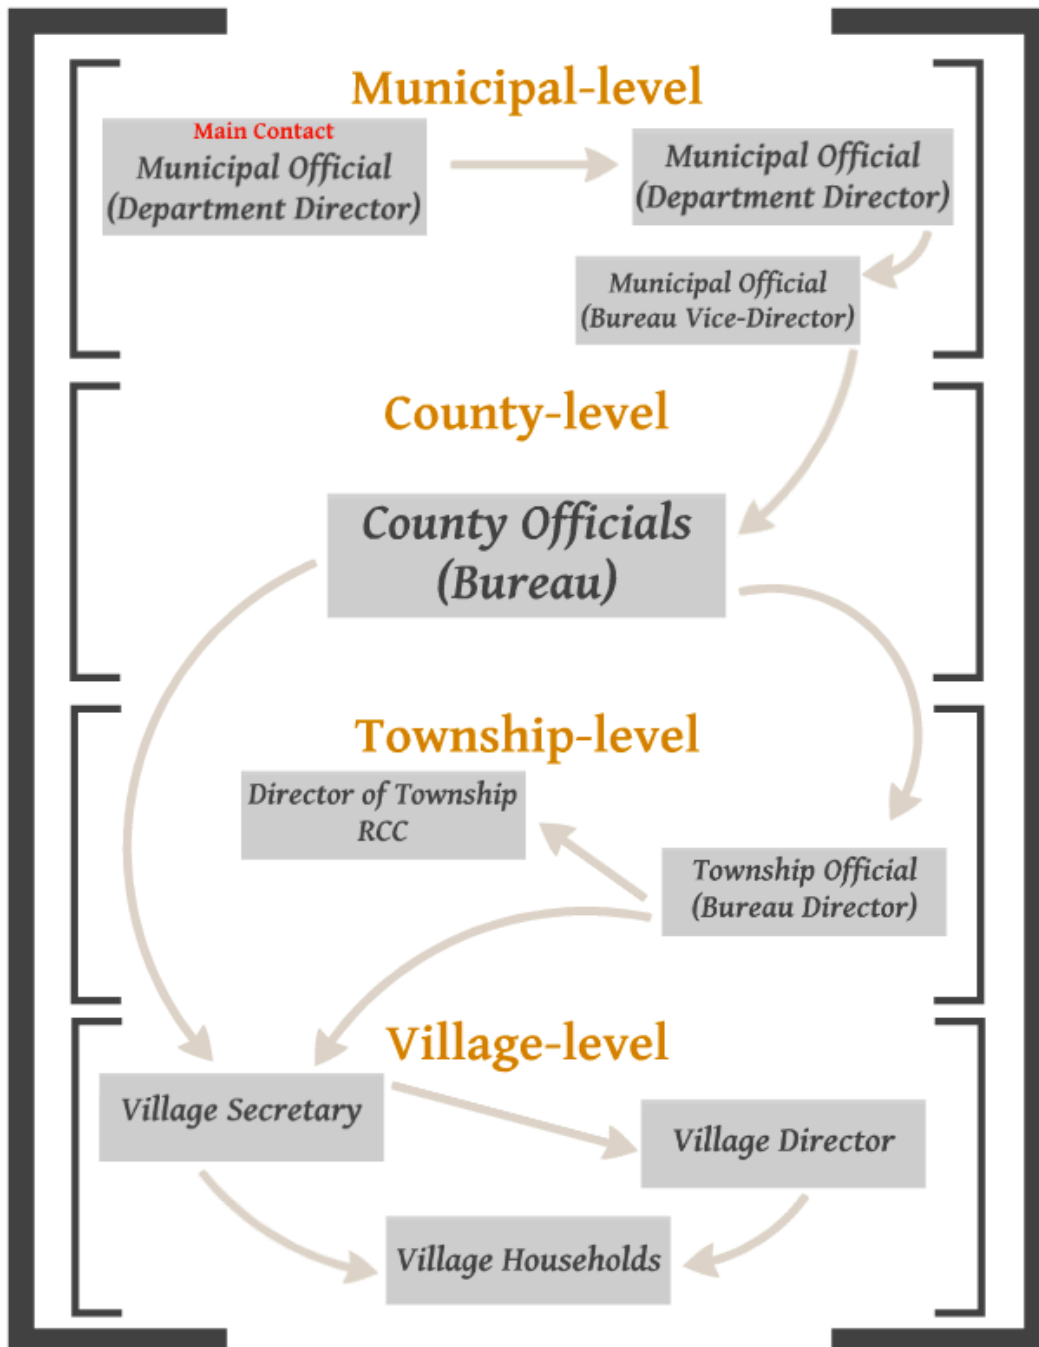 Municipal-level
Main Contact
Municipal Official
(Department Director)
Municipal Official
(Department Director)
Municipal Official
(Bureau Vice-Director)
County-level
County Officials
(Bureau)
Township-level
Director of Township
RCC
Township Official
(Bureau Director)
Village-level
Village Secretary
Village Director
Village Households